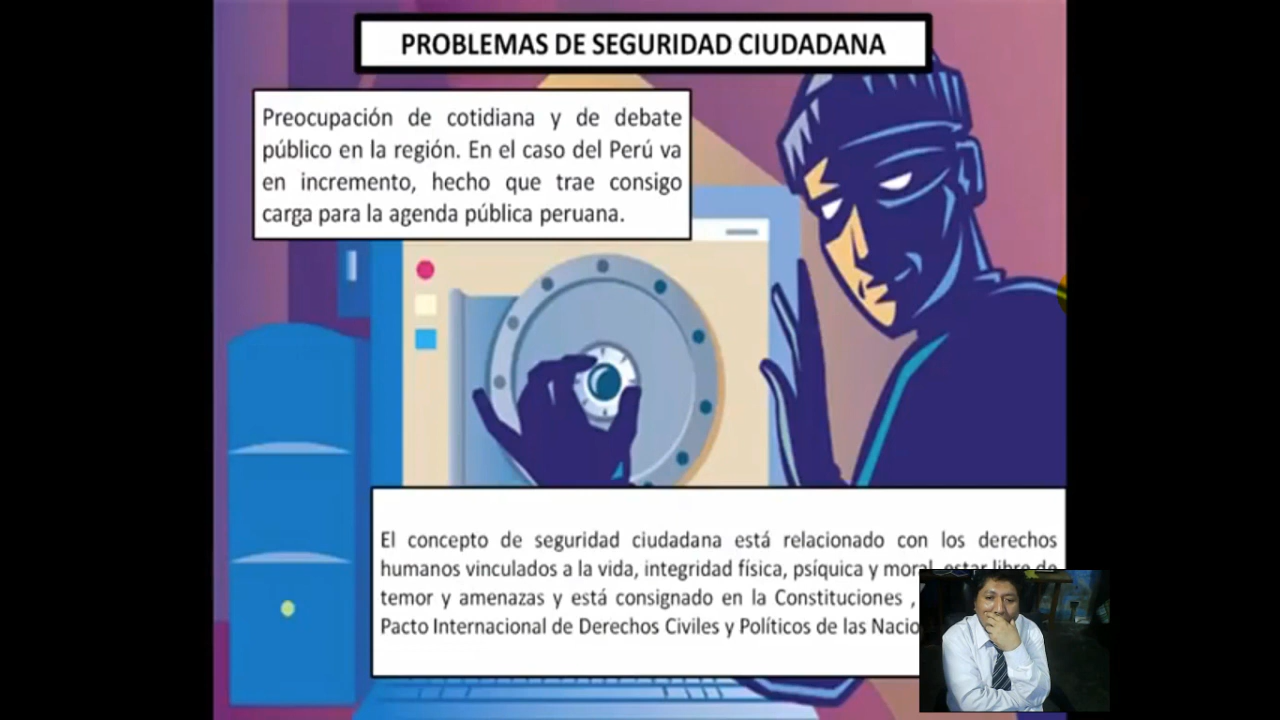 PROBLEMAS DE SEGURIDAD CIUDADANA
Preocupación de cotidiana y de debate
público en la región. En el caso del Perú va
en incremento, hecho que trae consigo
carga para la agenda pública peruana.
El concepto de seguridad ciudadana está relacionado con los derechos
humanos vinculados a la vida, integridad física, psíquica y moral, estar libre de
temor y amenazas y está consignado en la Constituciones ,
Pacto Internacional de Derechos Civiles y Políticos de las